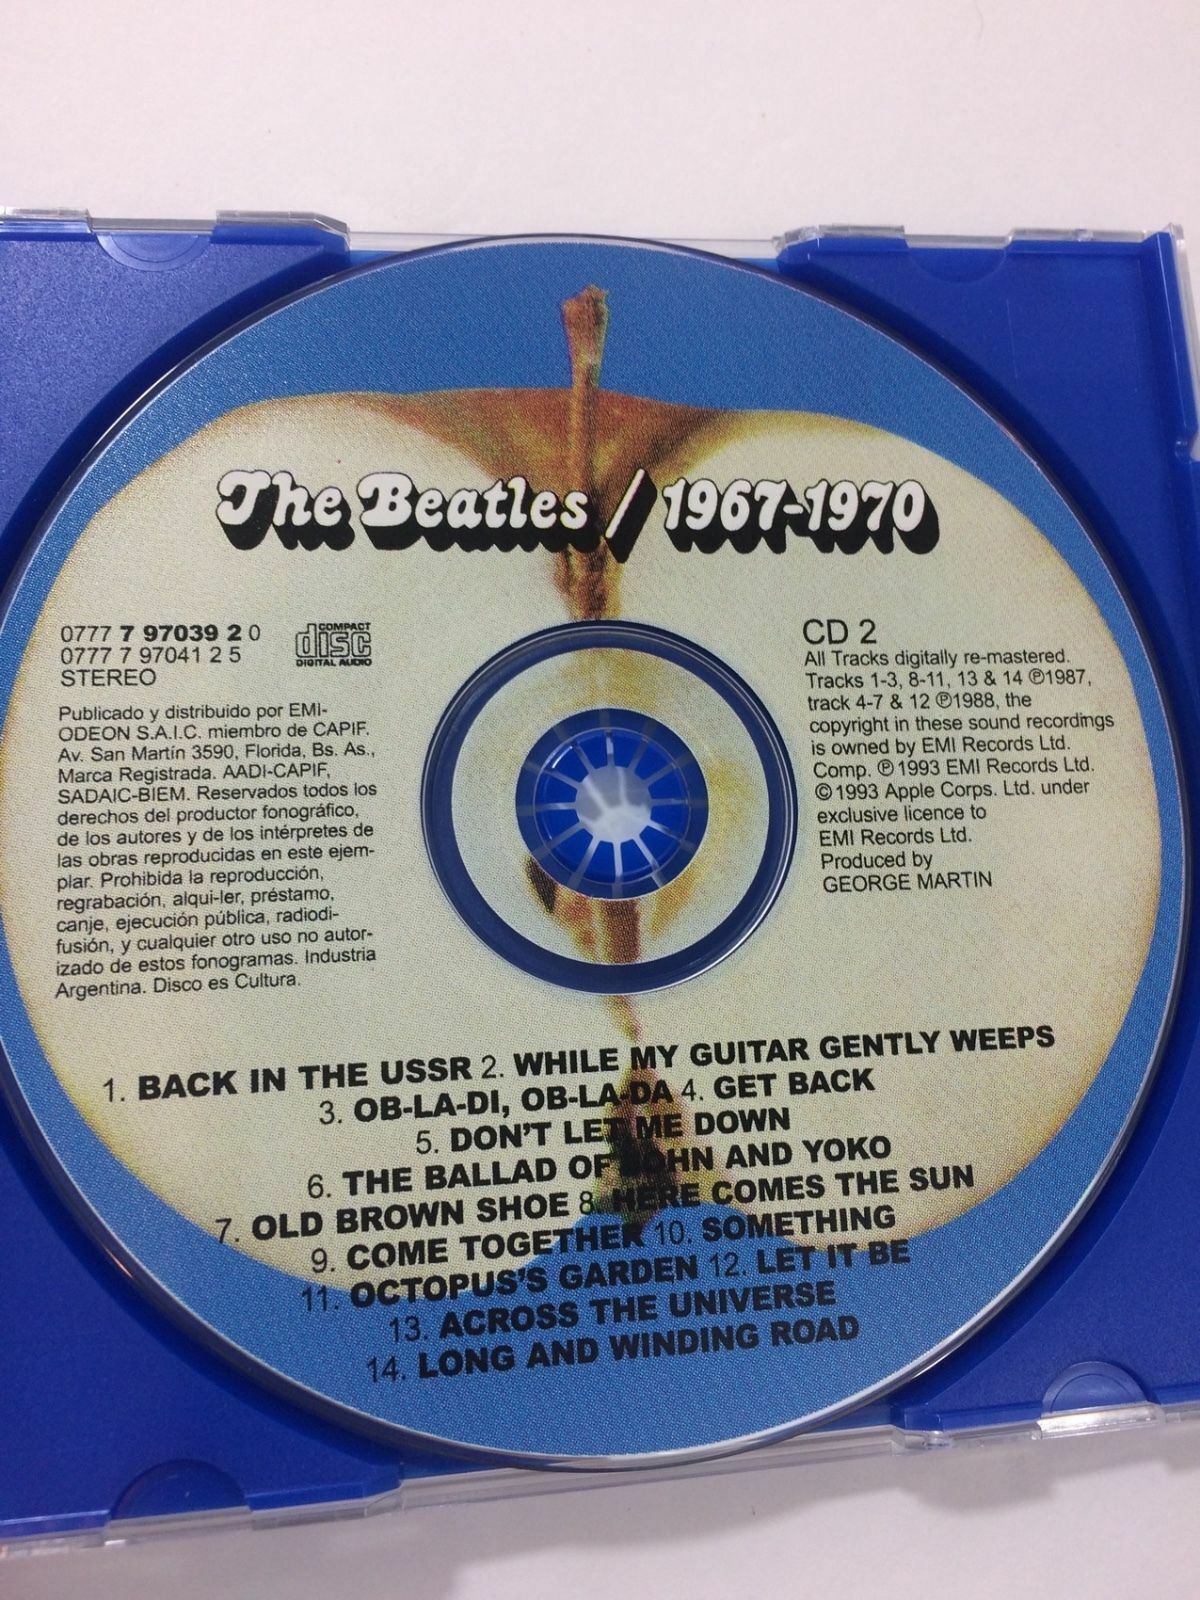 The Beatles / 1967-1970
0777 7 97039 2 0
0777 7 97041 2 5
STEREO
COMPACT
disc
DIGITAL AUDIO
Publicado y distribuido por EMI-
ODEON S.A.I.C. miembro de CAPIF.
Av. San Martín 3590, Florida, Bs. As.,
Marca Registrada. AADI-CAPIF,
SADAIC-BIEM. Reservados todos los
derechos del productor fonográfico,
de los autores y de los intérpretes de
las obras reproducidas en este ejem-
plar. Prohibida la reproducción,
regrabación, alqui-ler, préstamo,
canje, ejecución pública, radiodi-
fusión, y cualquier otro uso no autor-
izado de estos fonogramas. Industria
Argentina. Disco es Cultura.
CD 2
All Tracks digitally re-mastered.
Tracks 1-3, 8-11, 13 & 14 ℗1987,
track 4-7 & 12 ℗1988, the
copyright in these sound recordings
is owned by EMI Records Ltd.
Comp. ℗ 1993 EMI Records Ltd.
© 1993 Apple Corps. Ltd. under
exclusive licence to
EMI Records Ltd.
Produced by
GEORGE MARTIN
1. BACK IN THE USSR 2. WHILE MY GUITAR GENTLY WEEPS
3. OB-LA-DI, OB-LA-DA 4. GET BACK
5. DON'T LET ME DOWN
6. THE BALLAD OF JOHN AND YOKO
7. OLD BROWN SHOE 8. HERE COMES THE SUN
9. COME TOGETHER 10. SOMETHING
11. OCTOPUS'S GARDEN 12. LET IT BE
13. ACROSS THE UNIVERSE
14. LONG AND WINDING ROAD